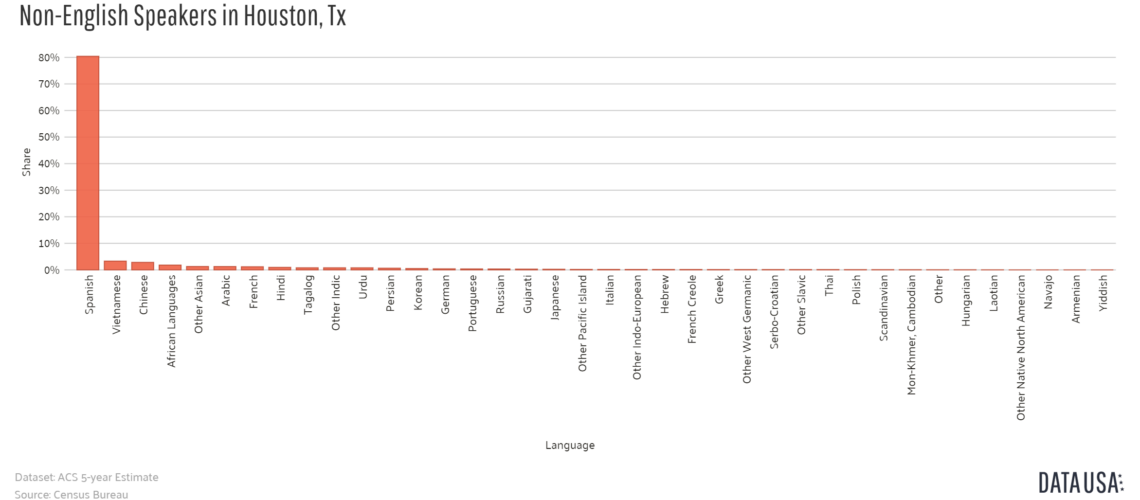 Non-English Speakers in Houston, Tx
80%
70%
60%
50%
40%
30%
20%
10%
0%
Share
Spanish
Vietnamese
Chinese
African Languages
Other Asian
Arabic
French
Hindi
Tagalog
Other Indic
Urdu
Persian
Korean
German
Portuguese
Russian
Gujarati
Japanese
Other Pacific Island
Italian
Other Indo-European
Hebrew
French Creole
Greek
Other West Germanic
Serbo-Croatian
Other Slavic
Thai
Polish
Scandinavian
Mon-Khmer, Cambodian
Other
Hungarian
Laotian
Other Native North American
Navajo
Armenian
Yiddish
Language
Dataset: ACS 5-year Estimate
Source: Census Bureau
DATAUSA